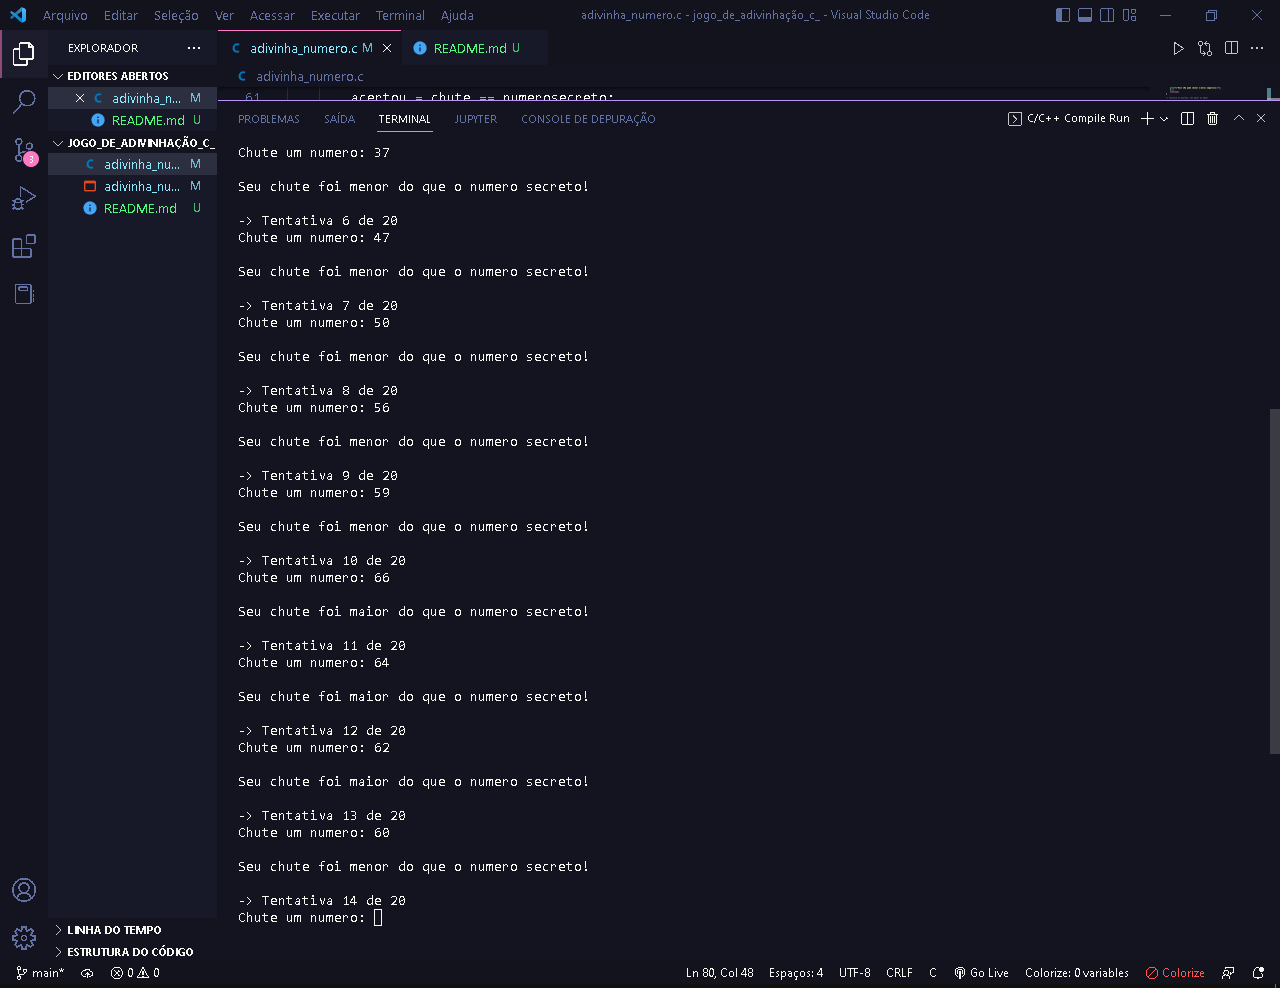 Arquivo Editar Seleção Ver Acessar Executar Terminal Ajuda adivinha_numero.c - jogo_de_adivinhação_c_ - Visual Studio Code
EXPLORADOR ···
adivinha_numero.c M
README.md U
EDITORES ABERTOS
adivinha_n... M
README.md U
JOGO_DE_ADIVINHAÇÃO_C_
adivinha_nu... M
adivinha_nu... M
README.md U
3
LINHA DO TEMPO
ESTRUTURA DO CÓDIGO
adivinha_numero.c
61 acertou = chute == numerosecreto;
PROBLEMAS SAÍDA TERMINAL JUPYTER CONSOLE DE DEPURAÇÃO C/C++ Compile Run
Chute um numero: 37
Seu chute foi menor do que o numero secreto!
-> Tentativa 6 de 20
Chute um numero: 47
Seu chute foi menor do que o numero secreto!
-> Tentativa 7 de 20
Chute um numero: 50
Seu chute foi menor do que o numero secreto!
-> Tentativa 8 de 20
Chute um numero: 56
Seu chute foi menor do que o numero secreto!
-> Tentativa 9 de 20
Chute um numero: 59
Seu chute foi menor do que o numero secreto!
-> Tentativa 10 de 20
Chute um numero: 66
Seu chute foi maior do que o numero secreto!
-> Tentativa 11 de 20
Chute um numero: 64
Seu chute foi maior do que o numero secreto!
-> Tentativa 12 de 20
Chute um numero: 62
Seu chute foi maior do que o numero secreto!
-> Tentativa 13 de 20
Chute um numero: 60
Seu chute foi menor do que o numero secreto!
-> Tentativa 14 de 20
Chute um numero:
main* 0 0 Ln 80, Col 48 Espaços: 4 UTF-8 CRLF C Go Live Colorize: 0 variables Colorize